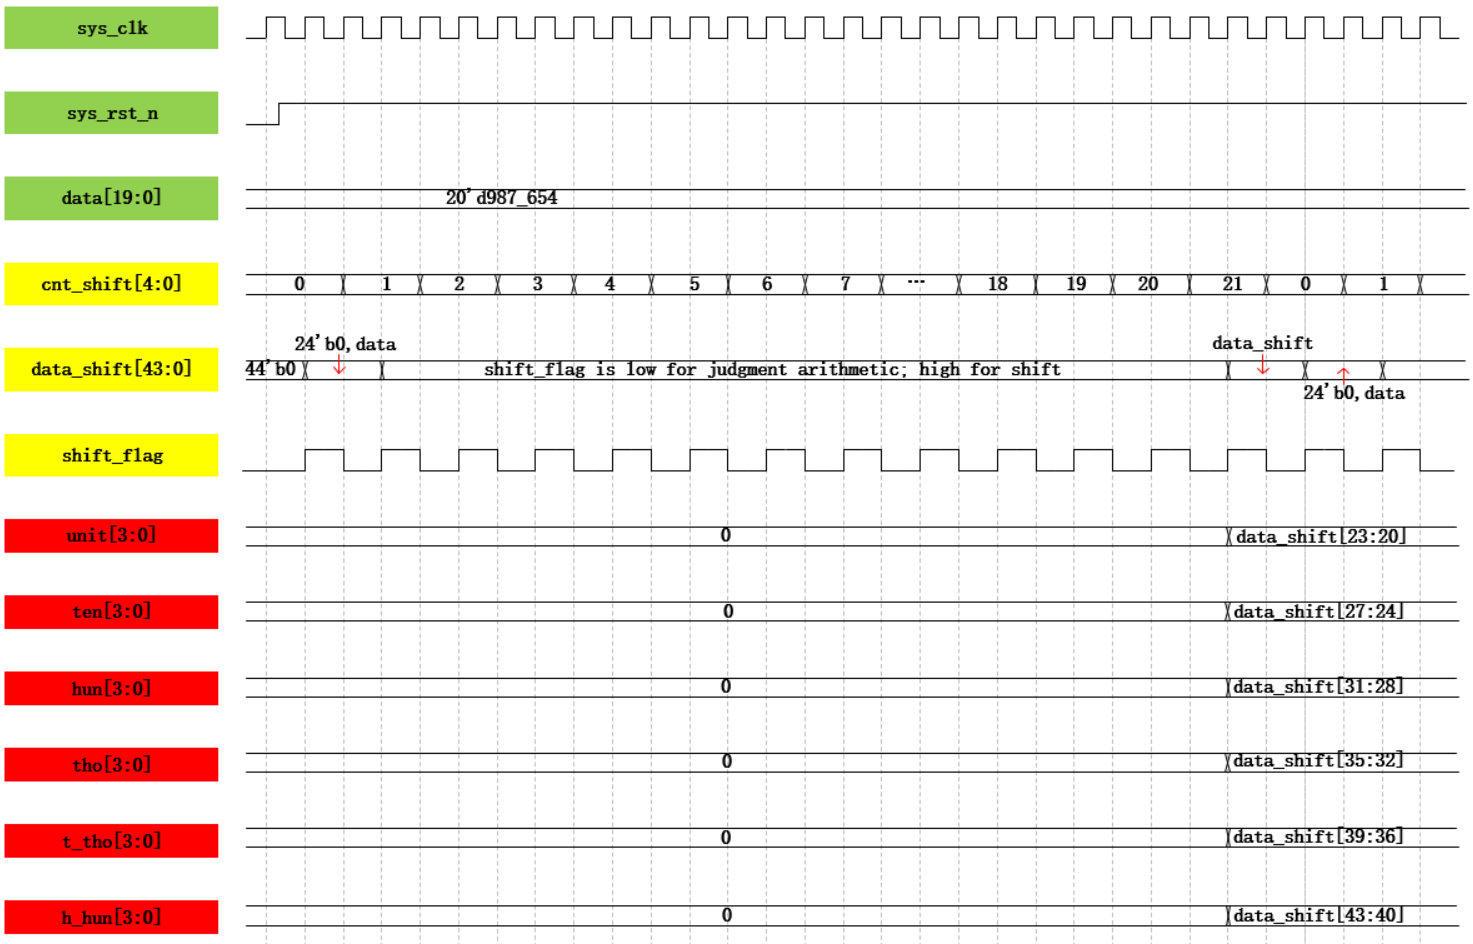 sys_clk
sys_rst_n
data[19:0]
20'd987_654
cnt_shift[4:0]
0 1 2 3 4 5 6 7 ··· 18 19 20 21 0 1
24'b0,data
data_shift
data_shift[43:0]
44'b0
shift_flag is low for judgment arithmetic; high for shift
24'b0,data
shift_flag
unit[3:0]
0
data_shift[23:20]
ten[3:0]
0
data_shift[27:24]
hun[3:0]
0
data_shift[31:28]
tho[3:0]
0
data_shift[35:32]
t_tho[3:0]
0
data_shift[39:36]
h_hun[3:0]
0
data_shift[43:40]